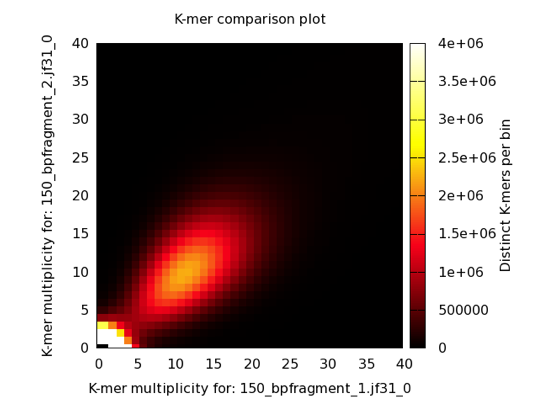 K-mer comparison plot
K-mer multiplicity for: 150_bpfragment_2.jf31_0
40
35
30
25
20
15
10
5
0
0 5 10 15 20 25 30 35 40
K-mer multiplicity for: 150_bpfragment_1.jf31_0
4e+06
3.5e+06
3e+06
2.5e+06
2e+06
1.5e+06
1e+06
500000
0
Distinct K-mers per bin